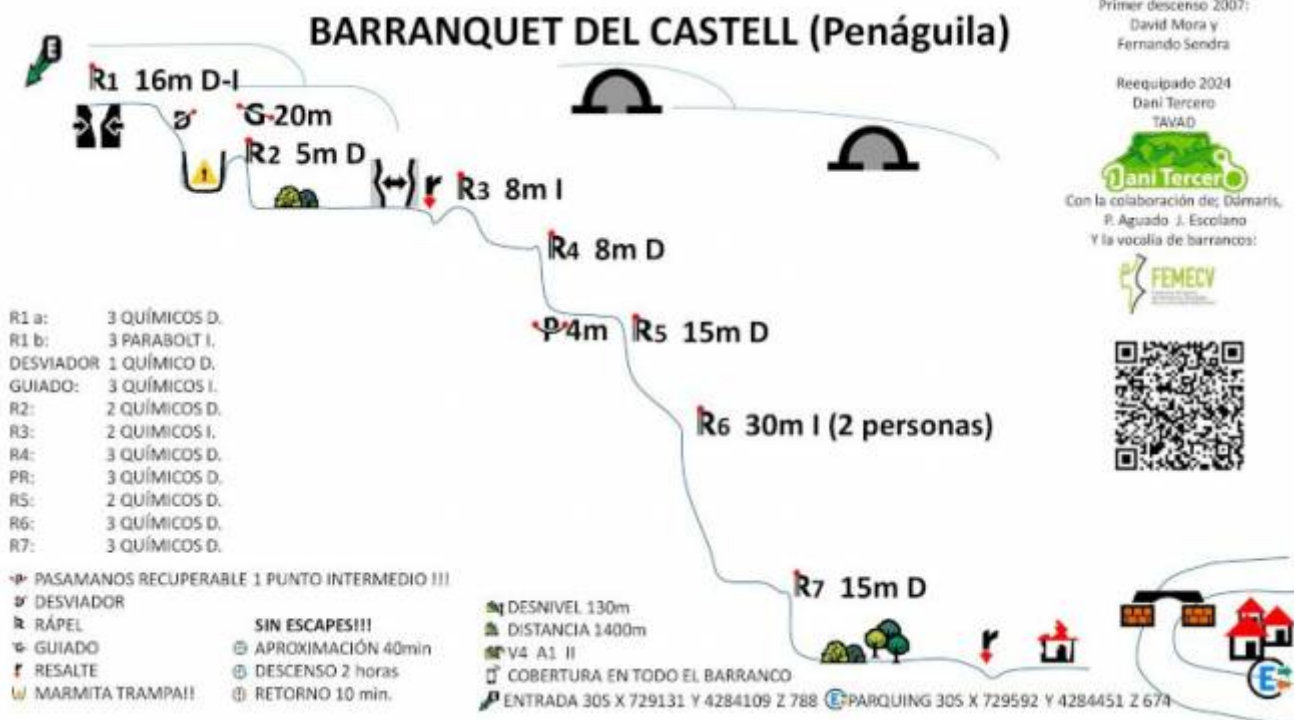 BARRANQUET DEL CASTELL (Penáguila)
Primer descenso 2007:
David Mora y
Fernando Sendra
Reequipado 2024
Dani Tercero
TAVAD
Dani Tercero
Con la colaboración de; Dámaris,
P. Aguado J. Escolano
Y la vocalia de barrancos:
FEMECV
E
R1 16m D-I
D
G 20m
R2 5m D
r
R3 8m I
R4 8m D
P 4m
R5 15m D
R6 30m I (2 personas)
R7 15m D
r
R1 a: 3 QUÍMICOS D.
R1 b: 3 PARABOLT I.
DESVIADOR 1 QUÍMICO D.
GUIADO: 3 QUÍMICOS I.
R2: 2 QUÍMICOS D.
R3: 2 QUIMICOS I.
R4: 3 QUÍMICOS D.
PR: 3 QUÍMICOS D.
R5: 2 QUÍMICOS D.
R6: 3 QUÍMICOS D.
R7: 3 QUÍMICOS D.
PASAMANOS RECUPERABLE 1 PUNTO INTERMEDIO !!!
DESVIADOR
RÁPEL
GUIADO
RESALTE
MARMITA TRAMPA!!
SIN ESCAPES!!!
APROXIMACIÓN 40min
DESCENSO 2 horas
RETORNO 10 min.
DESNIVEL 130m
DISTANCIA 1400m
V4 A1 II
COBERTURA EN TODO EL BARRANCO
ENTRADA 30S X 729131 Y 4284109 Z 788 E PARQUING 30S X 729592 Y 4284451 Z 674
E